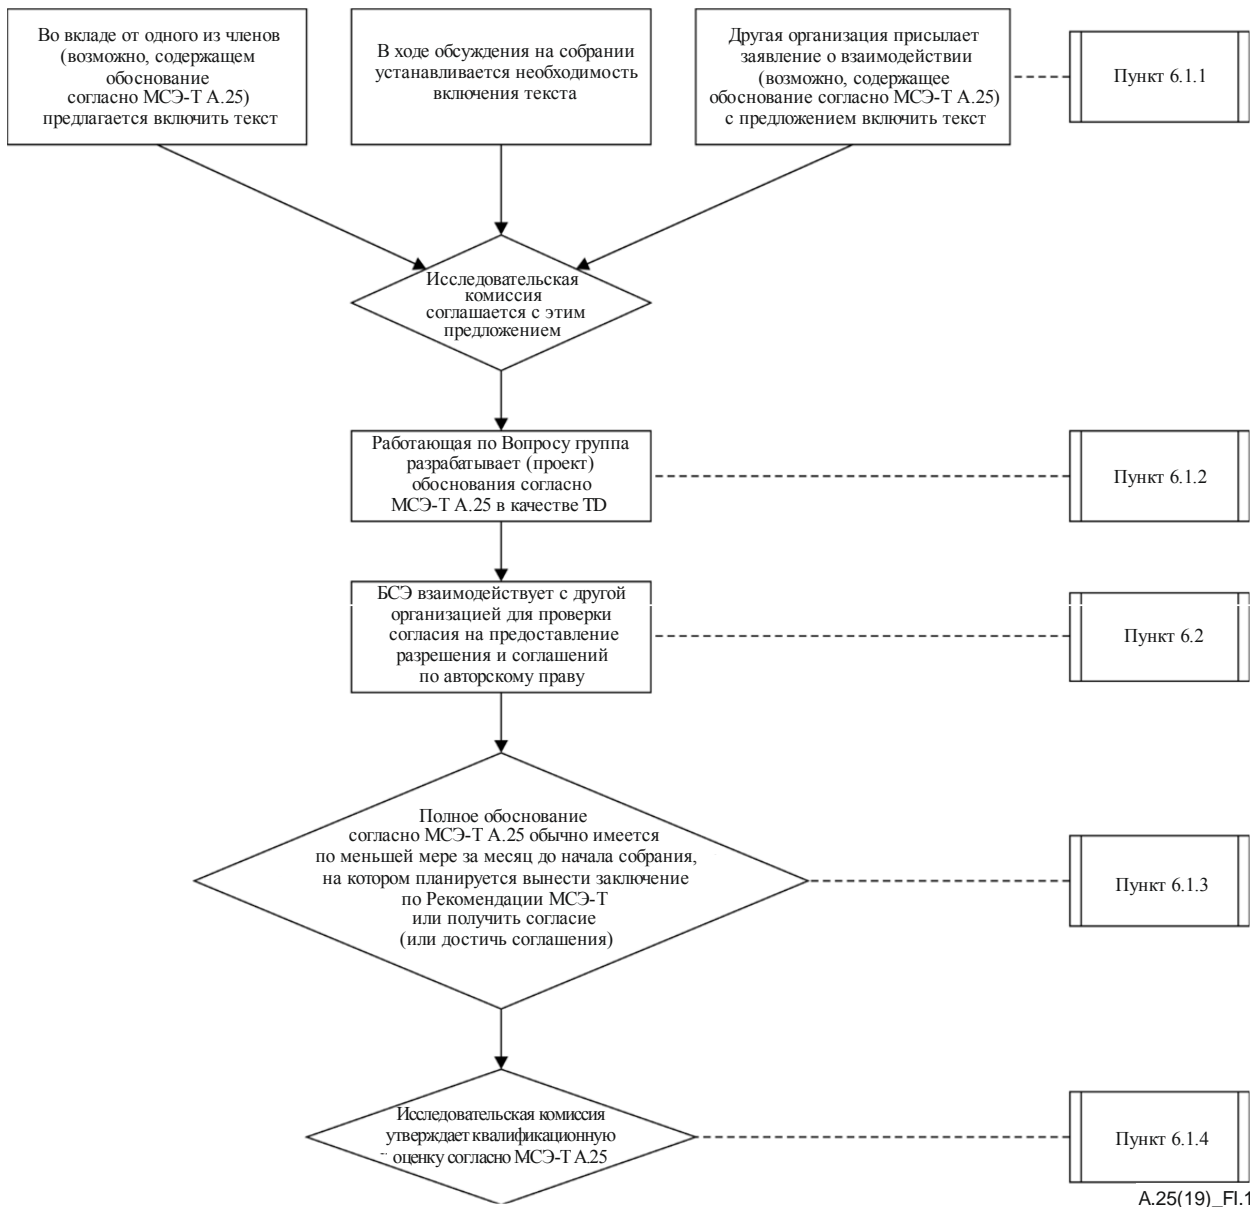 Во вкладе от одного из членов
(возможно, содержащем
обоснование
согласно МСЭ-Т А.25)
предлагается включить текст
В ходе обсуждения на собрании
устанавливается необходимость
включения текста
Другая организация присылает
заявление о взаимодействии
(возможно, содержащее
обоснование согласно МСЭ-Т А.25)
с предложением включить текст
Пункт 6.1.1
Исследовательская
комиссия
соглашается с этим
предложением
Работающая по Вопросу группа
разрабатывает (проект)
обоснования согласно
МСЭ-Т А.25 в качестве TD
Пункт 6.1.2
БСЭ взаимодействует с другой
организацией для проверки
согласия на предоставление
разрешения и соглашений
по авторскому праву
Пункт 6.2
Полное обоснование
согласно МСЭ-Т А.25 обычно имеется
по меньшей мере за месяц до начала собрания,
на котором планируется вынести заключение
по Рекомендации МСЭ-Т
или получить согласие
(или достичь соглашения)
Пункт 6.1.3
Исследовательская комиссия
утверждает квалификационную
оценку согласно МСЭ-Т А.25
Пункт 6.1.4
A.25(19)_FI.1